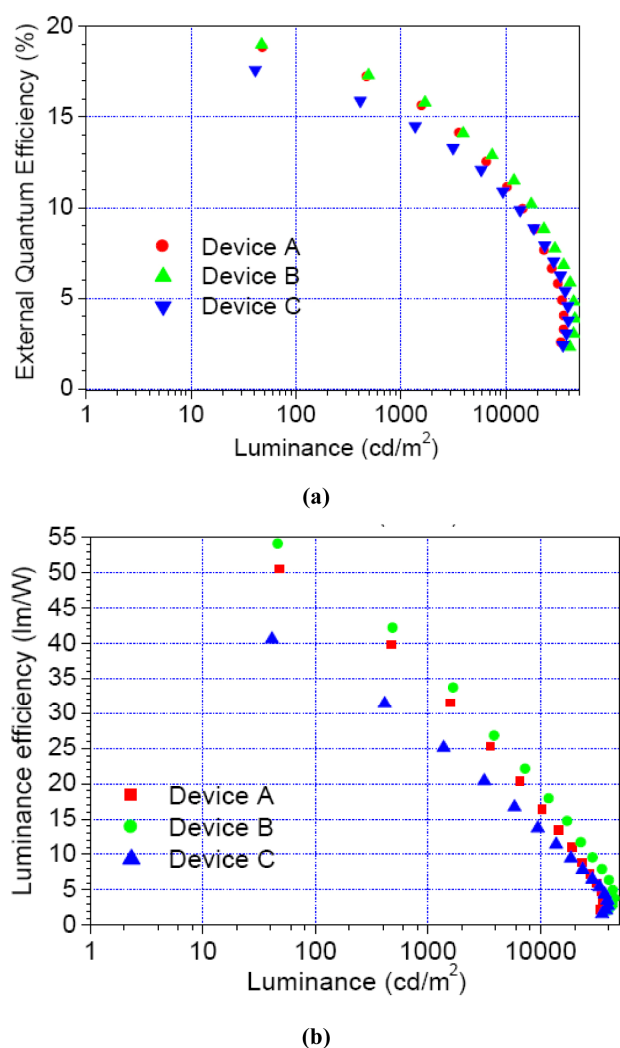 20
15
10
5
0
External Quantum Efficiency (%)
Device A
Device B
Device C
1 10 100 1000 10000
Luminance (cd/m²)
(a)
55
50
45
40
35
30
25
20
15
10
5
0
Luminance efficiency (lm/W)
Device A
Device B
Device C
1 10 100 1000 10000
Luminance (cd/m²)
(b)